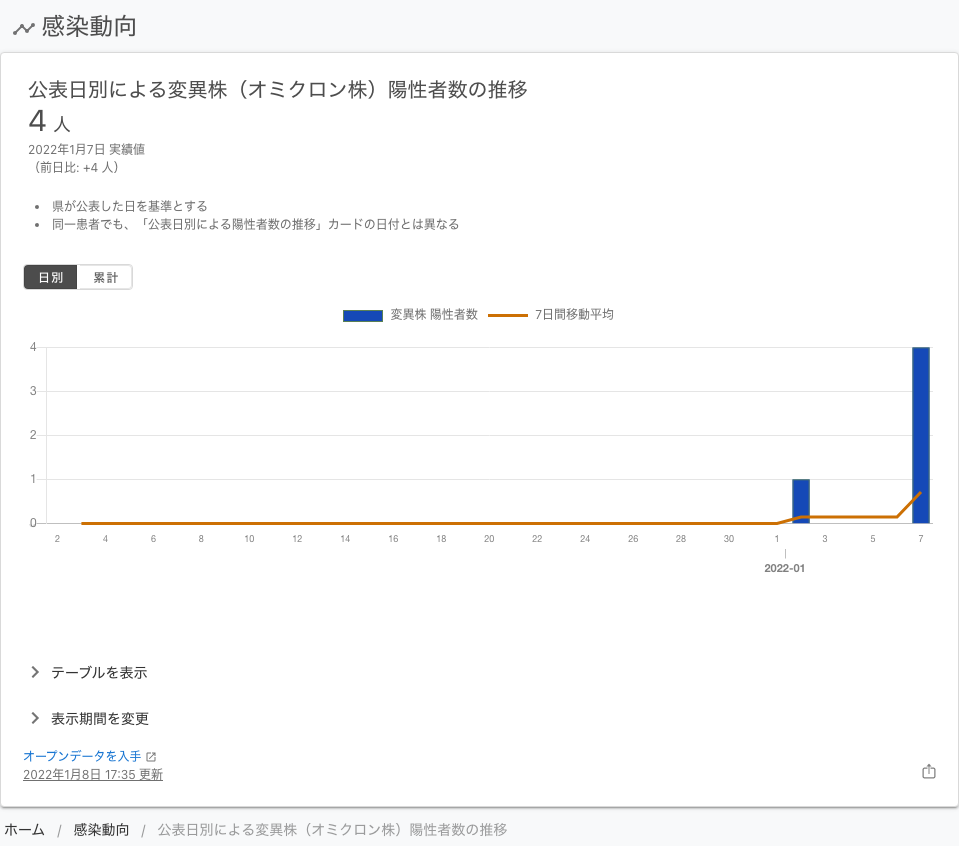 感染動向
公表日別による変異株（オミクロン株）陽性者数の推移
4 人
2022年1月7日 実績値
（前日比: +4 人）
県が公表した日を基準とする
同一患者でも、「公表日別による陽性者数の推移」カードの日付とは異なる
日別 累計
変異株 陽性者数 7日間移動平均
4
3
2
1
0
2 4 6 8 10 12 14 16 18 20 22 24 26 28 30 1 3 5 7
2022-01
テーブルを表示
表示期間を変更
オープンデータを入手
2022年1月8日 17:35 更新
ホーム / 感染動向 / 公表日別による変異株（オミクロン株）陽性者数の推移